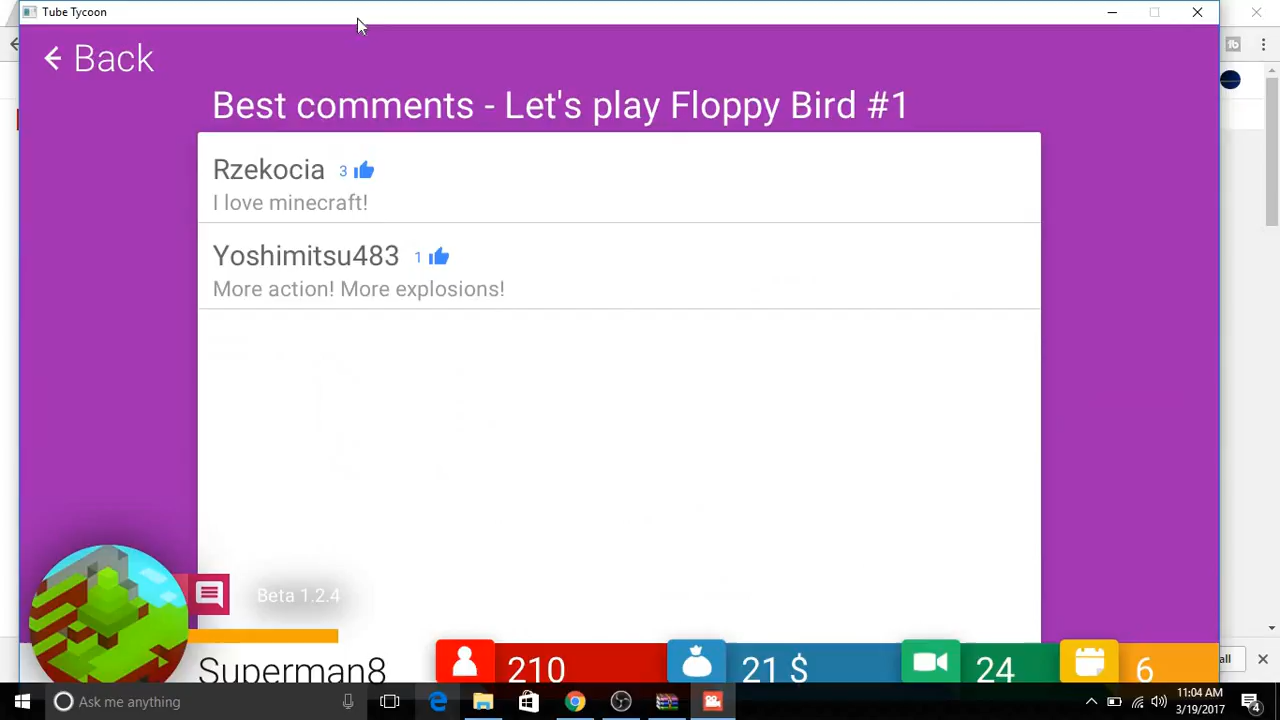 Tube Tycoon
Back
Best comments - Let's play Floppy Bird #1
Rzekocia 3
I love minecraft!
Yoshimitsu483 1
More action! More explosions!
Beta 1.2.4
Superman8
210
21 $
24
6
all
Ask me anything
11:04 AM
3/19/2017
4